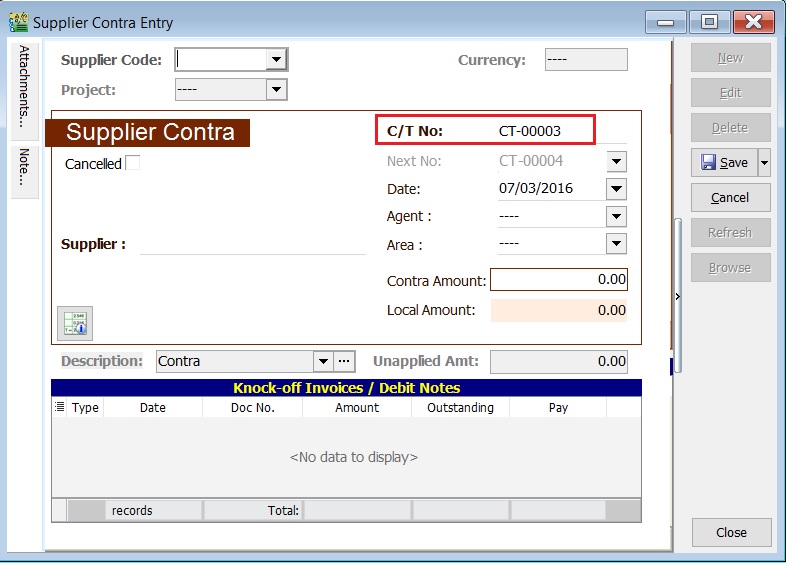 Supplier Contra Entry
Attachments...
Note...
Supplier Code:
Currency: ----
Project: ----
Supplier Contra
C/T No: CT-00003
Cancelled
Next No: CT-00004
Date: 07/03/2016
Agent : ----
Supplier :
Area : ----
Contra Amount: 0.00
Local Amount: 0.00
Description: Contra ...
Unapplied Amt: 0.00
Knock-off Invoices / Debit Notes
Type Date Doc No. Amount Outstanding Pay
<No data to display>
records Total:
New
Edit
Delete
Save
Cancel
Refresh
Browse
Close